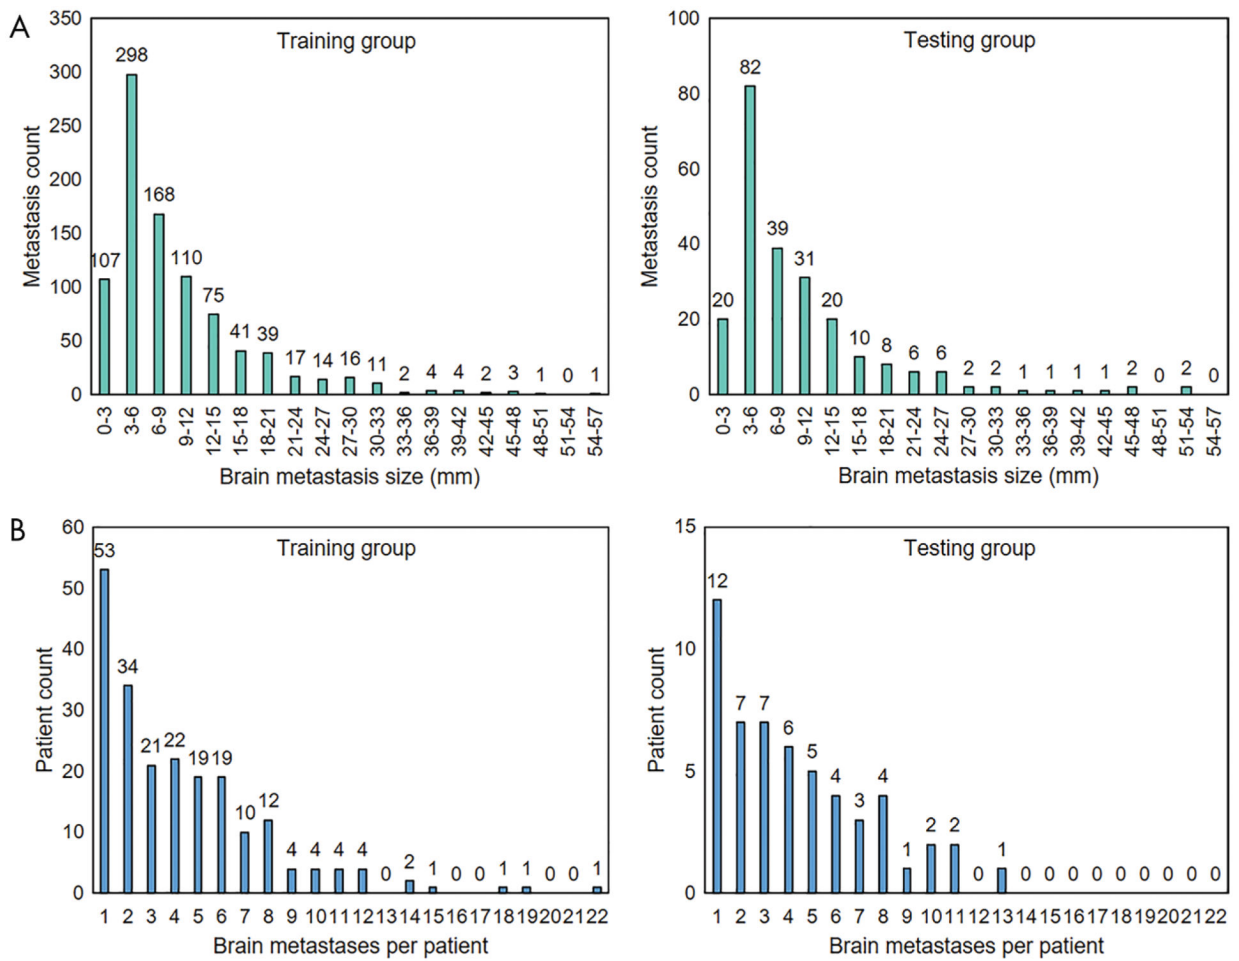 A
Training group
Metastasis count
350
300
250
200
150
100
50
0
107 298 168 110 75 41 39 17 14 16 11 2 4 4 2 3 1 0 1
0-3 3-6 6-9 9-12 12-15 15-18 18-21 21-24 24-27 27-30 30-33 33-36 36-39 39-42 42-45 45-48 48-51 51-54 54-57
Brain metastasis size (mm)
Testing group
Metastasis count
100
80
60
40
20
0
20 82 39 31 20 10 8 6 6 2 2 1 1 1 1 2 0 2 0
0-3 3-6 6-9 9-12 12-15 15-18 18-21 21-24 24-27 27-30 30-33 33-36 36-39 39-42 42-45 45-48 48-51 51-54 54-57
Brain metastasis size (mm)
B
Training group
Patient count
60
50
40
30
20
10
0
53 34 21 22 19 19 10 12 4 4 4 4 0 2 1 0 0 1 1 0 0 1
1 2 3 4 5 6 7 8 9 10 11 12 13 14 15 16 17 18 19 20 21 22
Brain metastases per patient
Testing group
Patient count
15
10
5
0
12 7 7 6 5 4 3 4 1 2 2 0 1 0 0 0 0 0 0 0 0 0
1 2 3 4 5 6 7 8 9 10 11 12 13 14 15 16 17 18 19 20 21 22
Brain metastases per patient